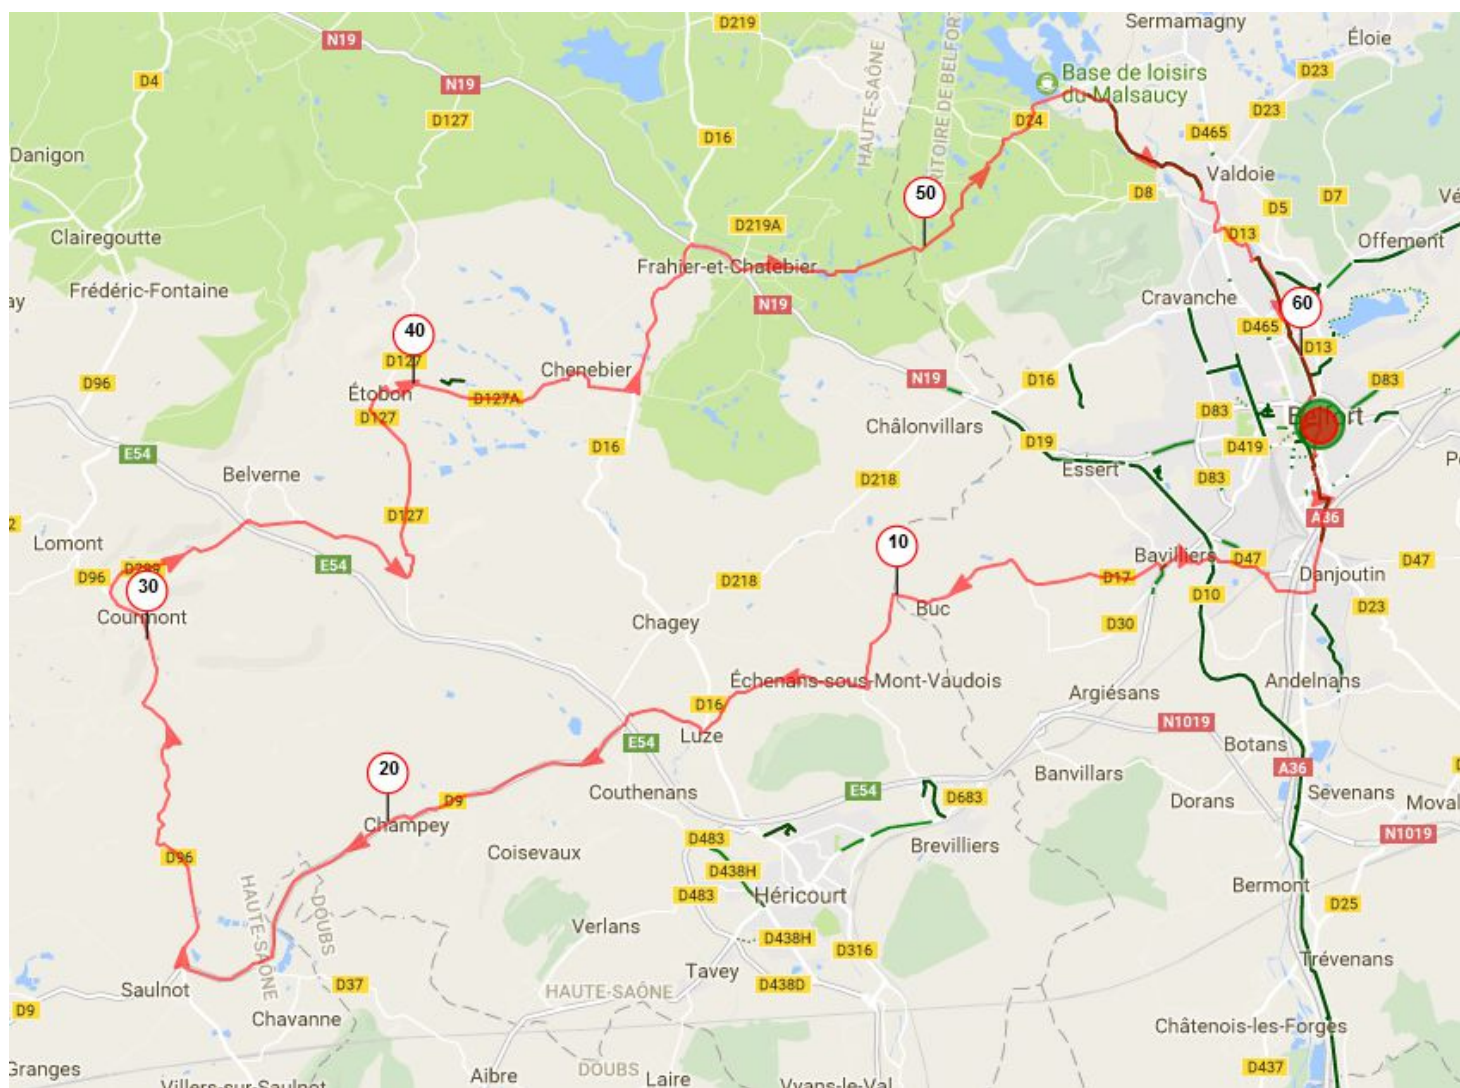 Sermamagny
D219
N19
Éloie
D23
D4
N19
Base de loisirs
du Malsaucy
HAUTE-SAÔNE
D23
D127
D24
D16
D465
Danigon
Valdoie
50
D8
D5
D7
D219A
D13
Clairegoutte
Offemont
Frahier-et-Chatebier
Frédéric-Fontaine
Cravanche
N19
60
40
D465
D13
D127
Chenebier
D96
Étobon
D127A
N19
D16
D83
D127
D83
Belfort
Châlonvillars
D19
D419
D16
E54
Essert
Belverne
D218
D83
D127
A36
Lomont
10
Bavilliers
D47
D47
E54
D96
D17
Danjoutin
D218
30
D10
Buc
D23
Courmont
Chagey
D30
Échenans-sous-Mont-Vaudois
Andelnans
Argiésans
D16
N1019
Luze
E54
Botans
20
A36
Banvillars
Couthenans
E54
D683
Dorans
Sevenans
D9
Champey
N1019
D483
Brevilliers
Coisevaux
D96
D438H
Bermont
D483
Héricourt
HAUTE-SAÔNE
DOUBS
D25
Verlans
D438H
D316
Trévenans
Tavey
Saulnot
D37
D438D
HAUTE-SAÔNE
D9
Chavanne
Châtenois-les-Forges
D437
DOUBS
Aibre
Laire